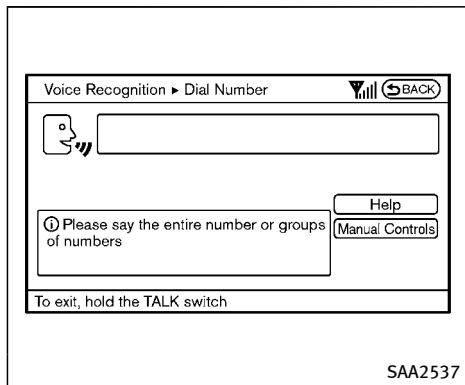 Voice Recognition ▸ Dial Number
BACK
Help
Please say the entire number or groups
of numbers
Manual Controls
To exit, hold the TALK switch
SAA2537